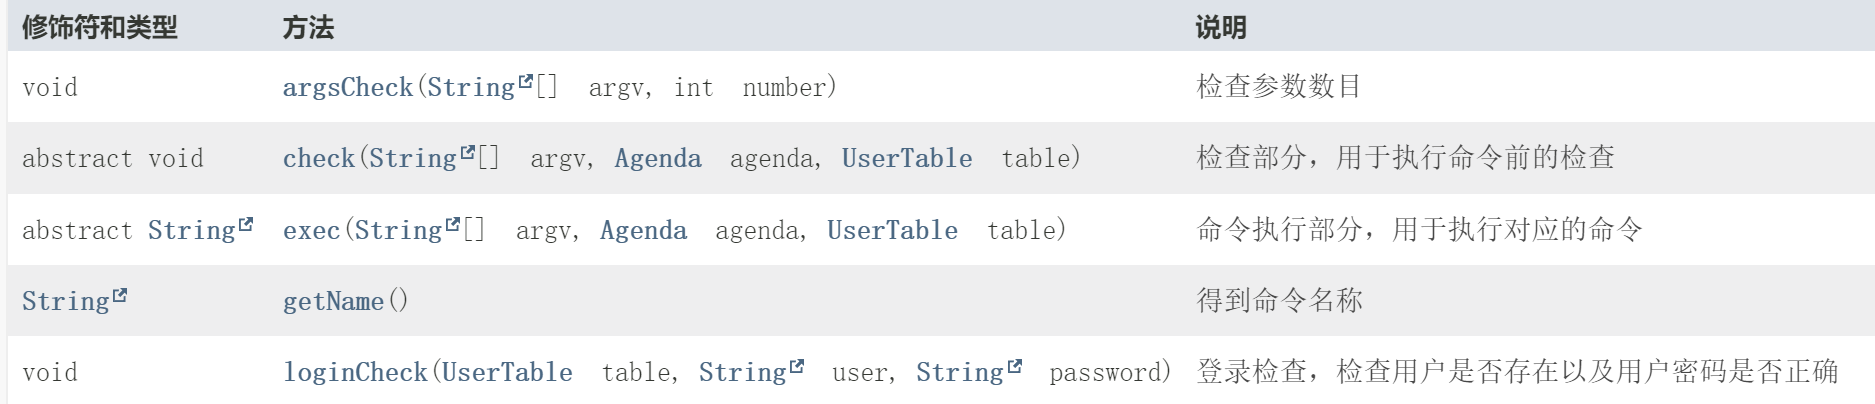 修饰符和类型 方法 说明
void argsCheck(String[] argv, int number) 检查参数数目
abstract void check(String[] argv, Agenda agenda, UserTable table) 检查部分，用于执行命令前的检查
abstract String exec(String[] argv, Agenda agenda, UserTable table) 命令执行部分，用于执行对应的命令
String getName() 得到命令名称
void loginCheck(UserTable table, String user, String password) 登录检查，检查用户是否存在以及用户密码是否正确